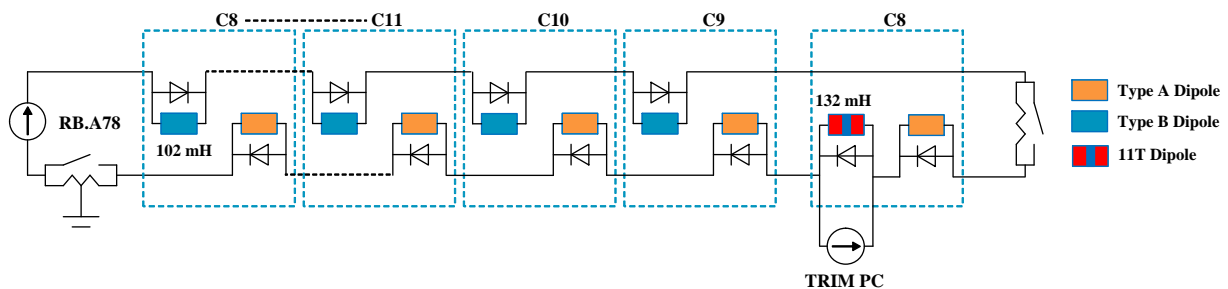 C8
C11
C10
C9
C8
RB.A78
102 mH
132 mH
TRIM PC
Type A Dipole
Type B Dipole
11T Dipole